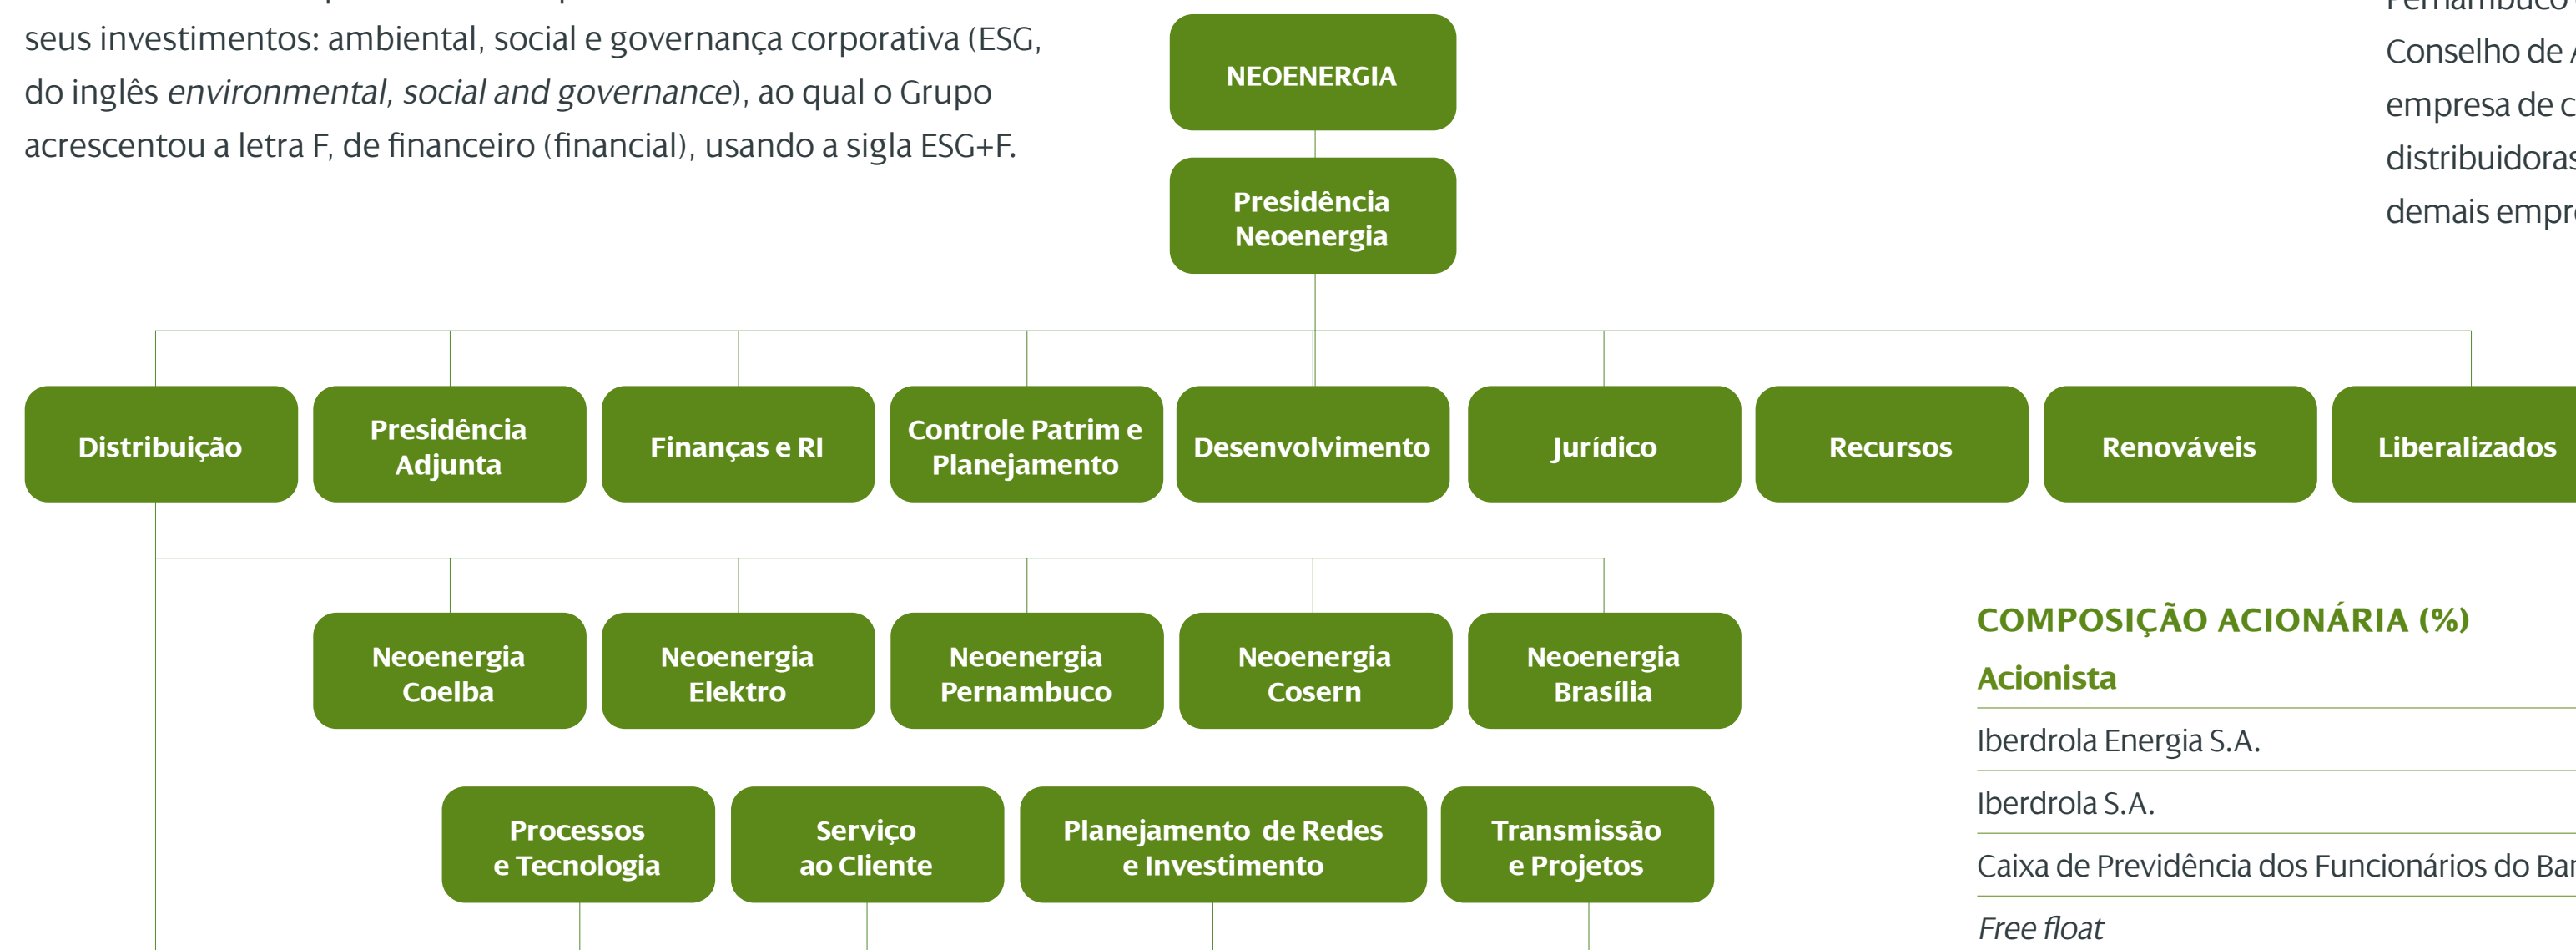 seus investimentos: ambiental, social e governança corporativa (ESG,
do inglês environmental, social and governance), ao qual o Grupo
acrescentou a letra F, de financeiro (financial), usando a sigla ESG+F.
NEOENERGIA
Presidência
Neoenergia
Pernambuco
Conselho de
empresa de
distribuidoras
demais
Distribuição
Presidência
Adjunta
Finanças e RI
Controle Patrim e
Planejamento
Desenvolvimento
Jurídico
Recursos
Renováveis
Liberalizados
Neoenergia
Coelba
Neoenergia
Elektro
Neoenergia
Pernambuco
Neoenergia
Cosern
Neoenergia
Brasília
Processos
e Tecnologia
Serviço
ao Cliente
Planejamento de Redes
e Investimento
Transmissão
e Projetos
COMPOSIÇÃO ACIONÁRIA (%)
Acionista
Iberdrola Energia S.A.
Iberdrola S.A.
Caixa de Previdência dos Funcionários do
Free float